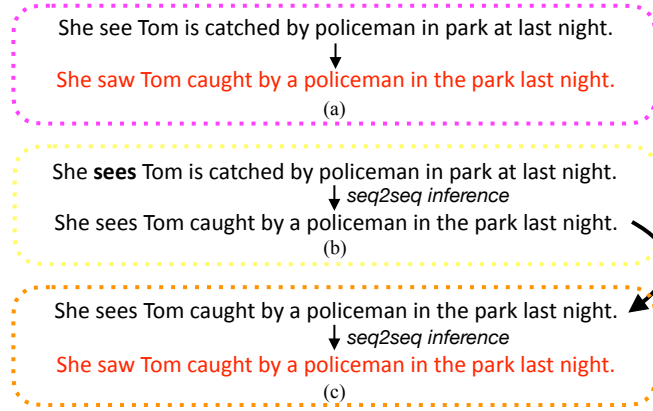 She see Tom is catched by policeman in park at last night.
She saw Tom caught by a policeman in the park last night.
(a)
She sees Tom is catched by policeman in park at last night.
seq2seq inference
She sees Tom caught by a policeman in the park last night.
(b)
She sees Tom caught by a policeman in the park last night.
seq2seq inference
She saw Tom caught by a policeman in the park last night.
(c)